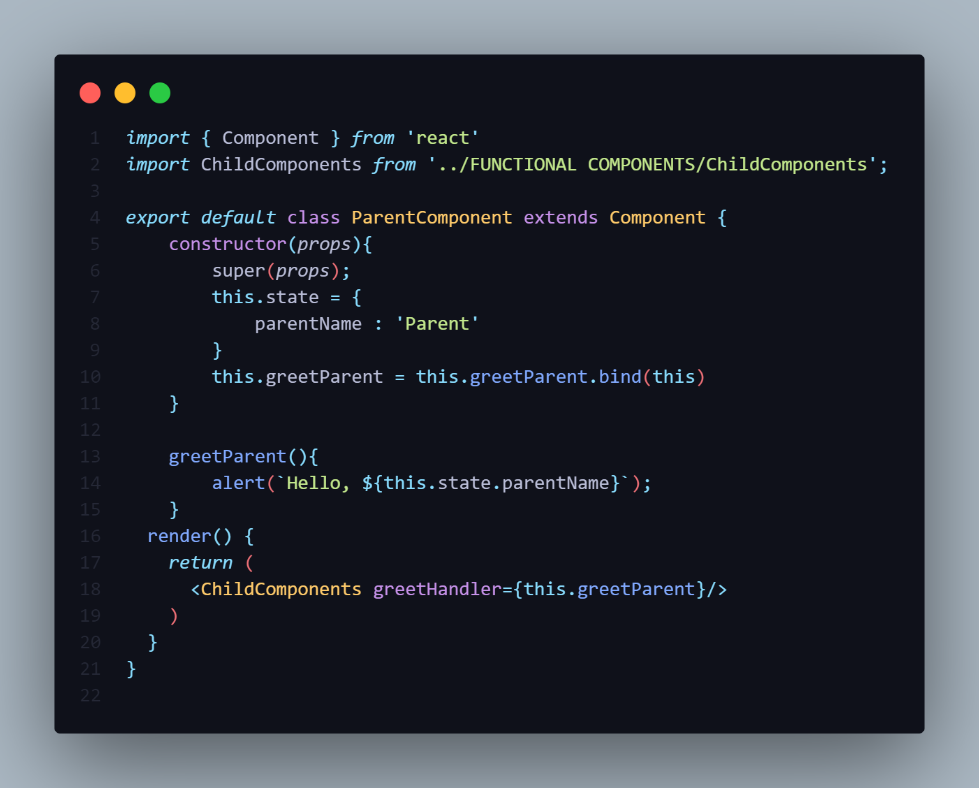 1 import { Component } from 'react'
2 import ChildComponents from '../FUNCTIONAL COMPONENTS/ChildComponents';
3
4 export default class ParentComponent extends Component {
5     constructor(props){
6         super(props);
7         this.state = {
8             parentName : 'Parent'
9         }
10         this.greetParent = this.greetParent.bind(this)
11     }
12
13     greetParent(){
14         alert(`Hello, ${this.state.parentName}`);
15     }
16   render() {
17     return (
18       <ChildComponents greetHandler={this.greetParent}/>
19     )
20   }
21 }
22